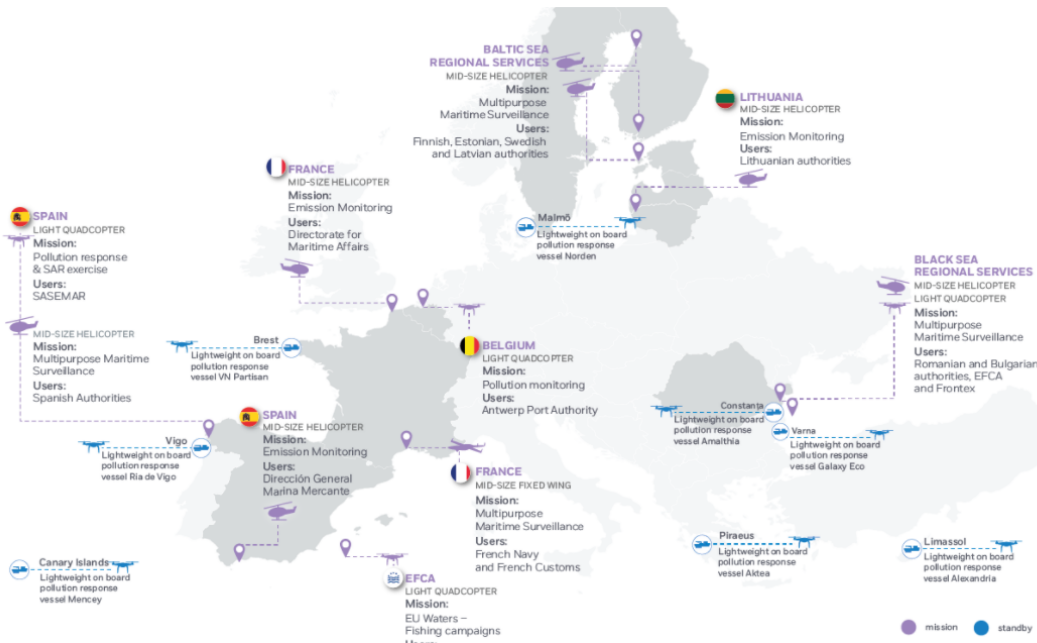 BALTIC SEA
REGIONAL SERVICES
MID-SIZE HELICOPTER
Mission:
Multipurpose
Maritime Surveillance
Users:
Finnish, Estonian, Swedish
and Latvian authorities
LITHUANIA
MID-SIZE HELICOPTER
Mission:
Emission Monitoring
Users:
Lithuanian authorities
FRANCE
MID-SIZE HELICOPTER
Mission:
Emission Monitoring
Users:
Directorate for
Maritime Affairs
SPAIN
LIGHT QUADCOPTER
Mission:
Pollution response
& SAR exercise
Users:
SASEMAR
MID-SIZE HELICOPTER
Mission:
Multipurpose Maritime
Surveillance
Users:
Spanish Authorities
Malmö
Lightweight on board
pollution response
vessel Norden
BLACK SEA
REGIONAL SERVICES
MID-SIZE HELICOPTER
LIGHT QUADCOPTER
Mission:
Multipurpose
Maritime Surveillance
Users:
Romanian and Bulgarian
authorities, EFCA
and Frontex
Brest
Lightweight on board
pollution response
vessel VN Partisan
BELGIUM
LIGHT QUADCOPTER
Mission:
Pollution monitoring
Users:
Antwerp Port Authority
Constanța
Lightweight on board
pollution response
vessel Amalthia
Varna
Lightweight on board
pollution response
vessel Galaxy Eco
Vigo
Lightweight on board
pollution response
vessel Ria de Vigo
SPAIN
MID-SIZE HELICOPTER
Mission:
Emission Monitoring
Users:
Dirección General
Marina Mercante
FRANCE
MID-SIZE FIXED WING
Mission:
Multipurpose
Maritime Surveillance
Users:
French Navy
and French Customs
Canary Islands
Lightweight on board
pollution response
vessel Mencey
EFCA
LIGHT QUADCOPTER
Mission:
EU Waters –
Fishing campaigns
Piraeus
Lightweight on board
pollution response
vessel Aktea
Limassol
Lightweight on board
pollution response
vessel Alexandria
mission
standby